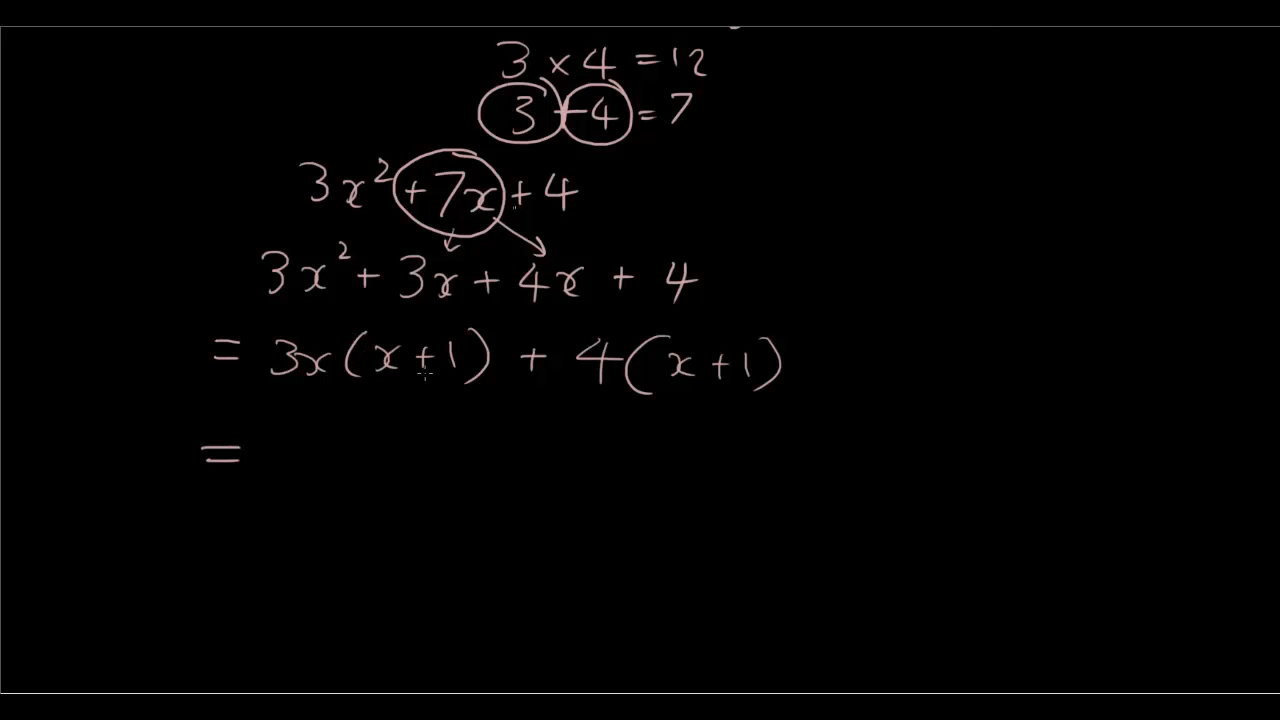 3 × 4 = 12
3 + 4 = 7
3x² + 7x + 4
3x² + 3x + 4x + 4
= 3x(x+1) + 4(x+1)
=